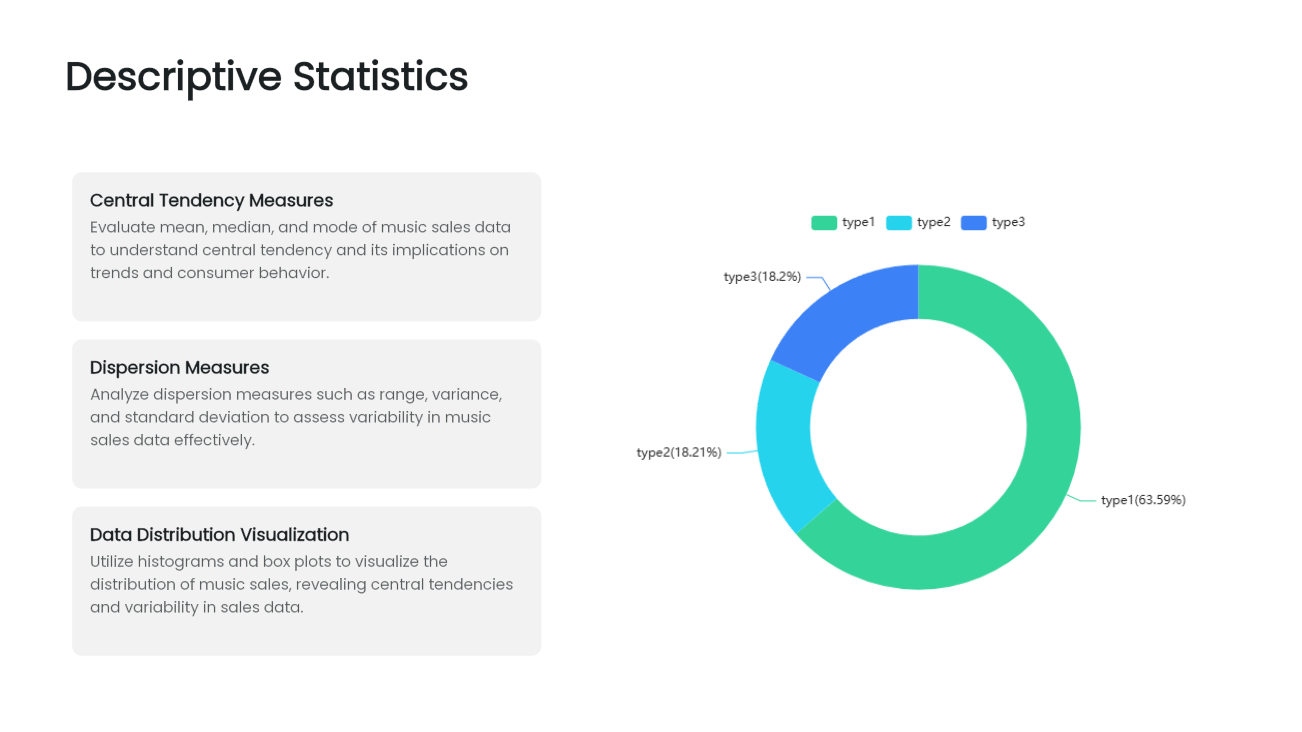 Descriptive Statistics
Central Tendency Measures
Evaluate mean, median, and mode of music sales data
to understand central tendency and its implications on
trends and consumer behavior.
Dispersion Measures
Analyze dispersion measures such as range, variance,
and standard deviation to assess variability in music
sales data effectively.
Data Distribution Visualization
Utilize histograms and box plots to visualize the
distribution of music sales, revealing central tendencies
and variability in sales data.
type1 type2 type3
type3(18.2%)
type2(18.21%)
type1(63.59%)